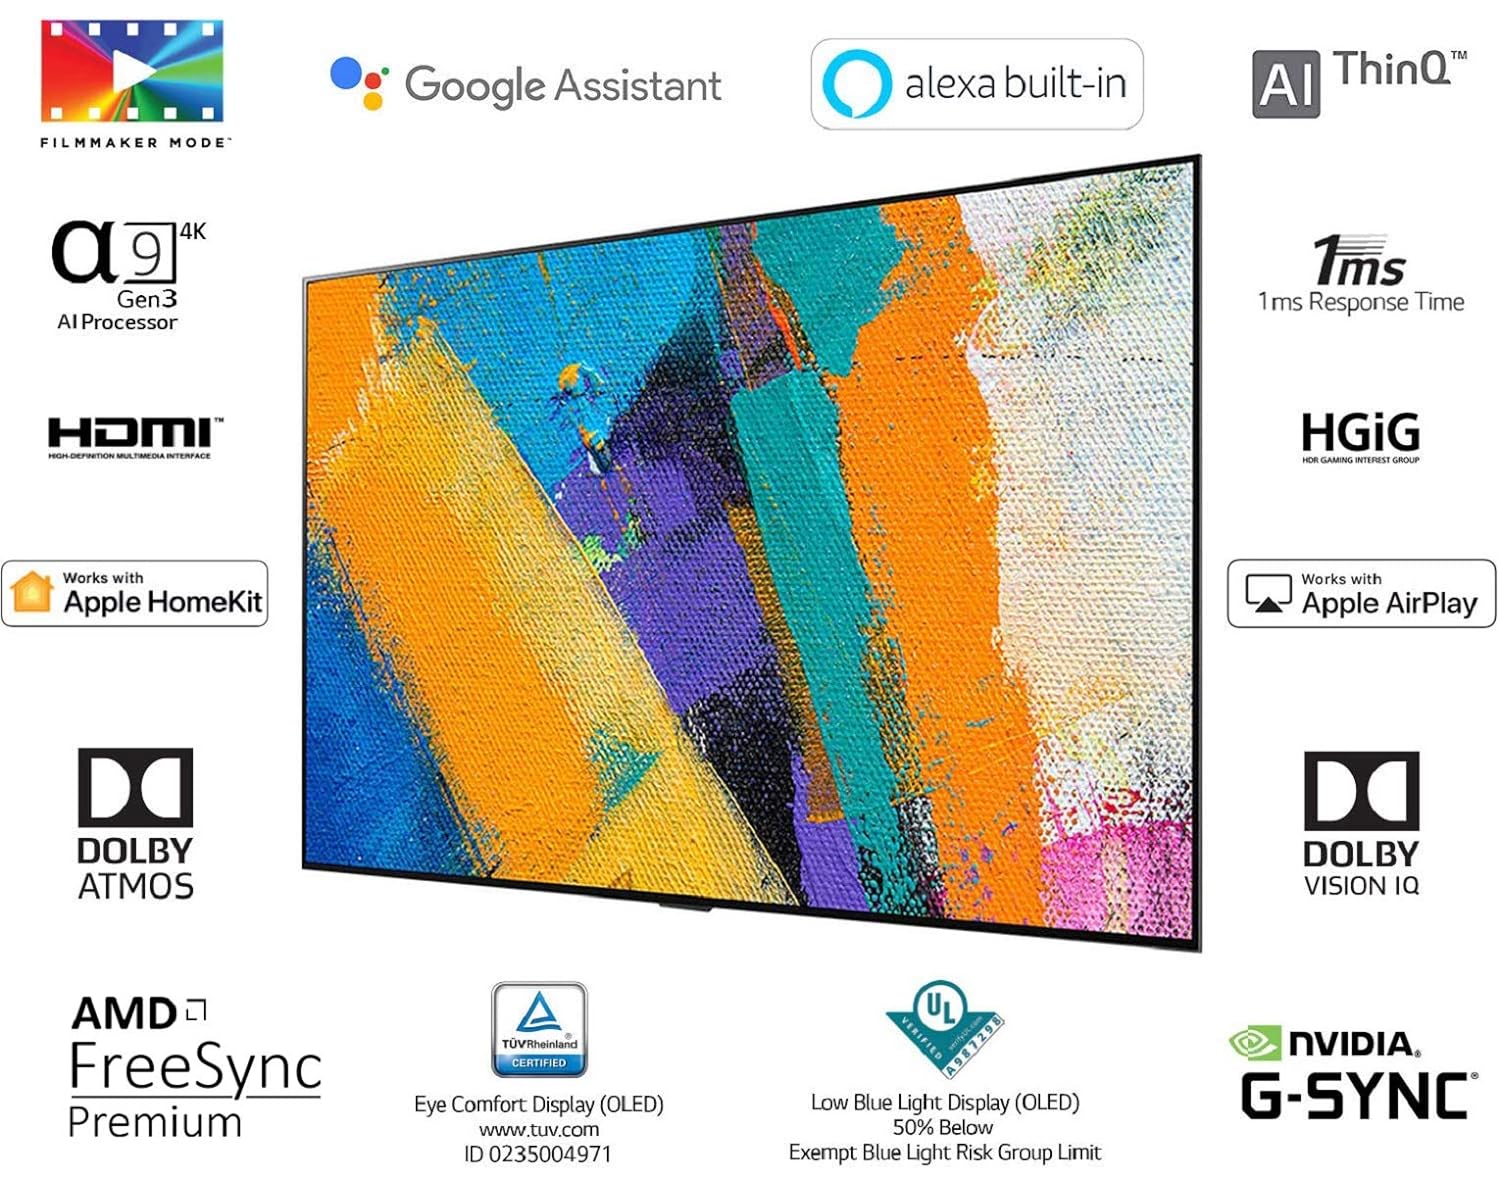 FILMMAKER MODE™
Google Assistant
alexa built-in
AI ThinQ™
α9 4K
Gen3
AI Processor
1ms
1ms Response Time
HDMI™
HIGH-DEFINITION MULTIMEDIA INTERFACE
HGiG
HDR GAMING INTEREST GROUP
Works with
Apple HomeKit
Works with
Apple AirPlay
DOLBY
ATMOS
DOLBY
VISION IQ
AMD
FreeSync
Premium
TÜVRheinland®
CERTIFIED
Eye Comfort Display (OLED)
www.tuv.com
ID 0235004971
UL
VERIFIED
verifyUL.com
A987298
Low Blue Light Display (OLED)
50% Below
Exempt Blue Light Risk Group Limit
NVIDIA®
G-SYNC®